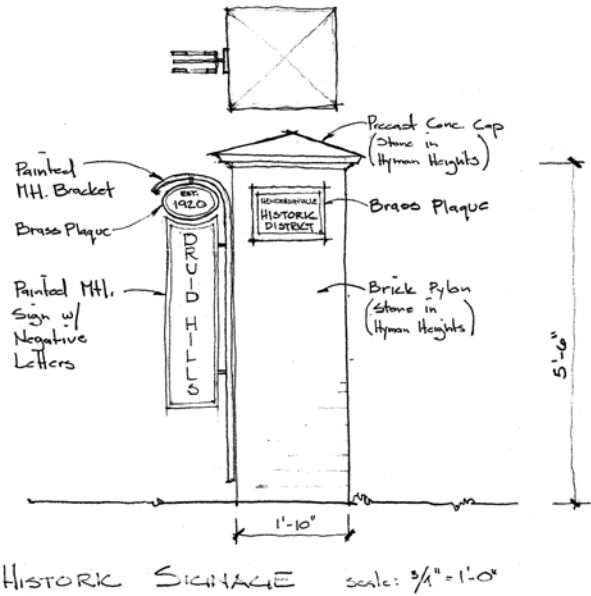 Precast Conc. Cap
(Stone in
Hyman Heights)
Painted
Mtl. Bracket
Brass Plaque
EST.
1920
HENDERSONVILLE
HISTORIC
DISTRICT
Brass Plaque
DRUID HILLS
Painted Mtl.
Sign w/
Negative
Letters
Brick Pylon
(Stone in
Hyman Heights)
5'-6"
1'-10"
HISTORIC SIGNAGE scale: 3/4" = 1'-0"